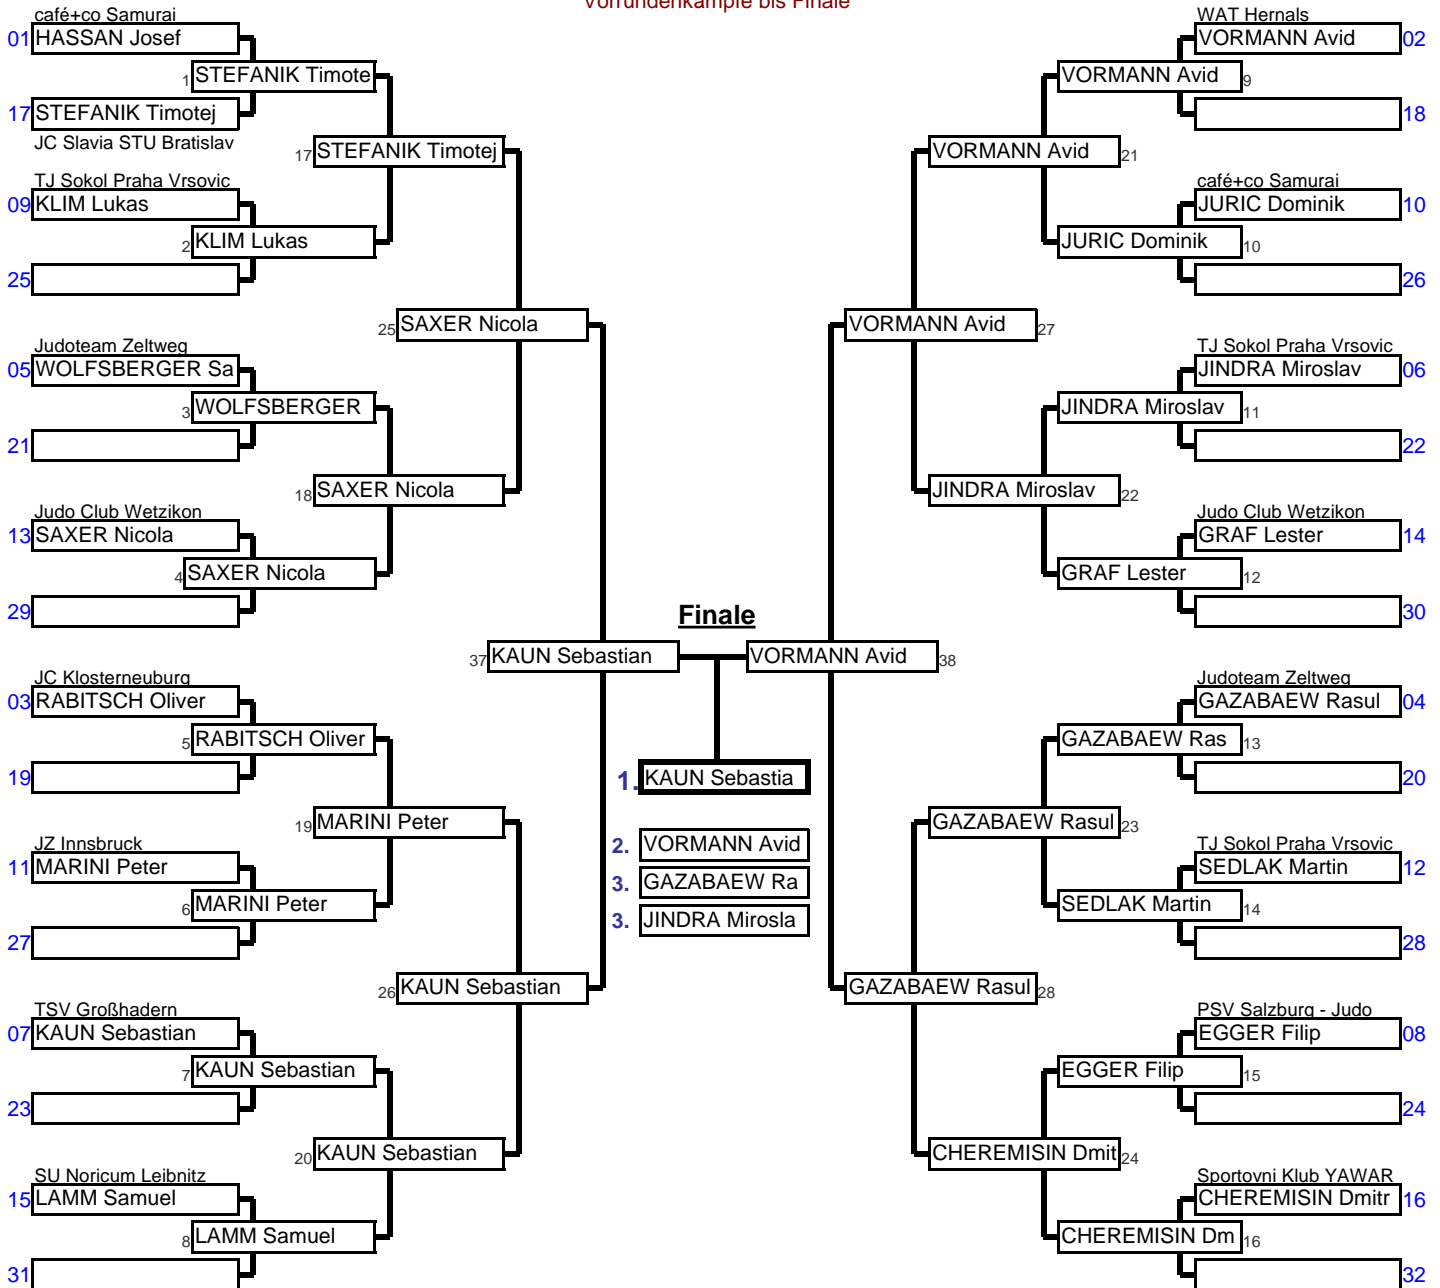 Vorrundenkämpfe bis Finale
café+co Samurai
01 HASSAN Josef
1 STEFANIK Timote
17 STEFANIK Timotej
JC Slavia STU Bratislav
17 STEFANIK Timotej
TJ Sokol Praha Vrsovic
09 KLIM Lukas
2 KLIM Lukas
25
25 SAXER Nicola
Judoteam Zeltweg
05 WOLFSBERGER Sa
3 WOLFSBERGER
21
18 SAXER Nicola
Judo Club Wetzikon
13 SAXER Nicola
4 SAXER Nicola
29
37 KAUN Sebastian
JC Klosterneuburg
03 RABITSCH Oliver
5 RABITSCH Oliver
19
19 MARINI Peter
JZ Innsbruck
11 MARINI Peter
6 MARINI Peter
27
26 KAUN Sebastian
TSV Großhadern
07 KAUN Sebastian
7 KAUN Sebastian
23
20 KAUN Sebastian
SU Noricum Leibnitz
15 LAMM Samuel
8 LAMM Samuel
31
Finale
1. KAUN Sebastia
2. VORMANN Avid
3. GAZABAEW Ra
3. JINDRA Mirosla
WAT Hernals
VORMANN Avid 02
VORMANN Avid 9
18
VORMANN Avid 21
café+co Samurai
JURIC Dominik 10
JURIC Dominik 10
26
VORMANN Avid 27
TJ Sokol Praha Vrsovic
JINDRA Miroslav 06
JINDRA Miroslav 11
22
JINDRA Miroslav 22
Judo Club Wetzikon
GRAF Lester 14
GRAF Lester 12
30
VORMANN Avid 38
Judoteam Zeltweg
GAZABAEW Rasul 04
GAZABAEW Ras 13
20
GAZABAEW Rasul 23
TJ Sokol Praha Vrsovic
SEDLAK Martin 12
SEDLAK Martin 14
28
GAZABAEW Rasul 28
PSV Salzburg - Judo
EGGER Filip 08
EGGER Filip 15
24
CHEREMISIN Dmit 24
Sportovni Klub YAWAR
CHEREMISIN Dmitr 16
CHEREMISIN Dm 16
32